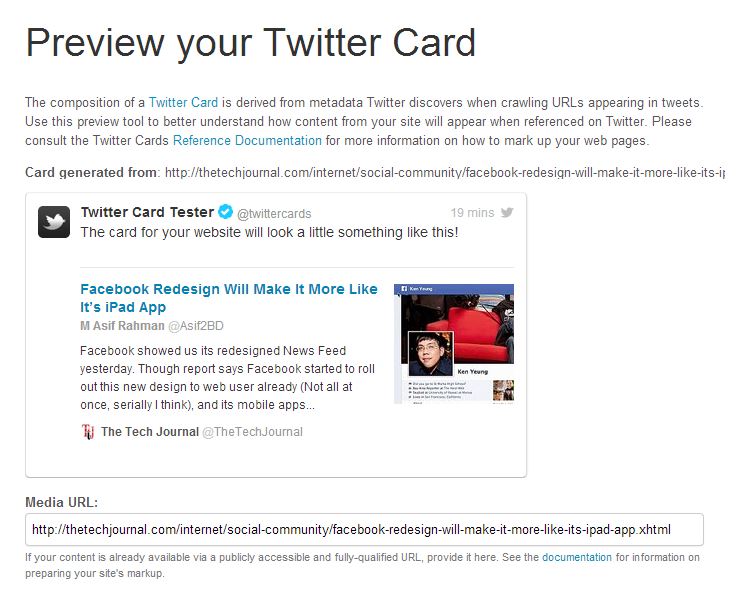 Preview your Twitter Card
The composition of a Twitter Card is derived from metadata Twitter discovers when crawling URLs appearing in tweets.
Use this preview tool to better understand how content from your site will appear when referenced on Twitter. Please
consult the Twitter Cards Reference Documentation for more information on how to mark up your web pages.
Card generated from: http://thetechjournal.com/internet/social-community/facebook-redesign-will-make-it-more-like-its-ip
Twitter Card Tester @twittercards 19 mins
The card for your website will look a little something like this!
Facebook Redesign Will Make It More Like
It's iPad App
M Asif Rahman @Asif2BD
Facebook showed us its redesigned News Feed
yesterday. Though report says Facebook started to roll
out this new design to web user already (Not all at
once, serially I think), and its mobile apps...
The Tech Journal @TheTechJournal
Ken Yeung
Ken Yeung
Media URL:
http://thetechjournal.com/internet/social-community/facebook-redesign-will-make-it-more-like-its-ipad-app.xhtml
If your content is already available via a publicly accessible and fully-qualified URL, provide it here. See the documentation for information on
preparing your site's markup.